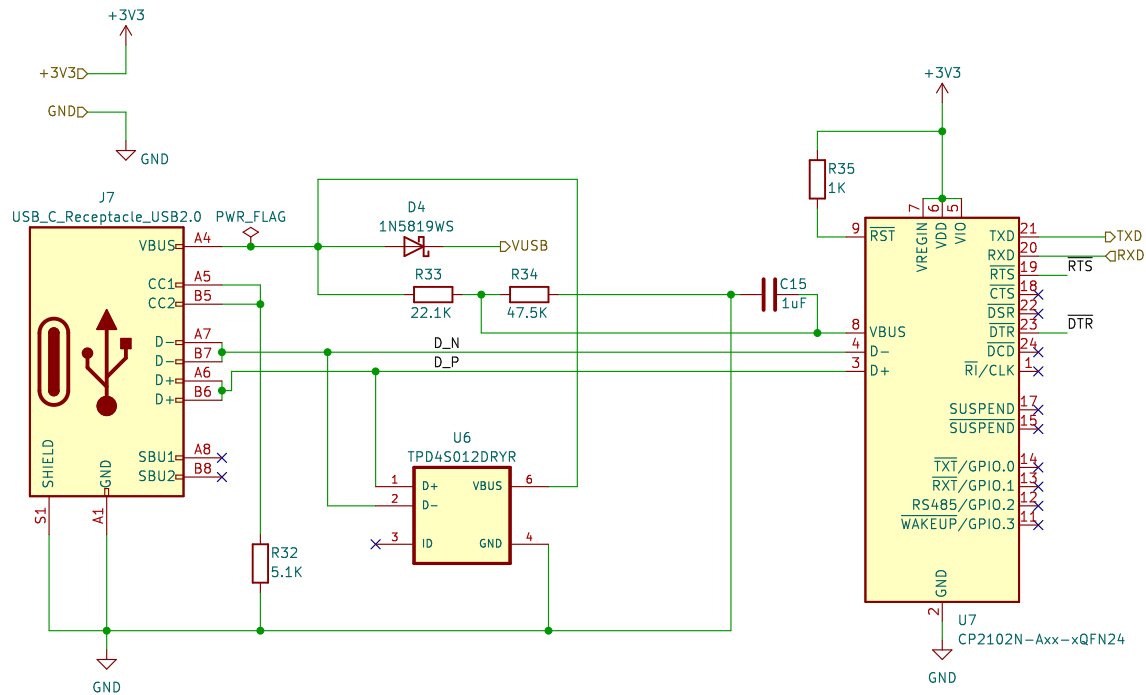 +3V3
+3V3
GND
GND
+3V3
J7
USB_C_Receptacle_USB2.0
PWR_FLAG
VBUS A4
CC1 A5
CC2 B5
D- A7
D- B7
D+ A6
D+ B6
SBU1 A8
SBU2 B8
SHIELD
GND
S1
A1
D4
1N5819WS
VUSB
R33
22.1K
R34
47.5K
C15
1uF
D_N
D_P
R35
1K
U6
TPD4S012DRYR
1 D+
2 D-
3 ID
VBUS 6
GND 4
R32
5.1K
GND
7 6 5
VREGIN
VDD
VIO
9 RST
8 VBUS
4 D-
3 D+
TXD 21
TXD
RXD 20
RXD
RTS 19
RTS
CTS 18
DSR 22
DTR 23
DTR
DCD 24
RI/CLK 1
SUSPEND 17
SUSPEND 15
TXT/GPIO.0 14
RXT/GPIO.1 13
RS485/GPIO.2 12
WAKEUP/GPIO.3 11
GND
2
U7
CP2102N-Axx-xQFN24
GND